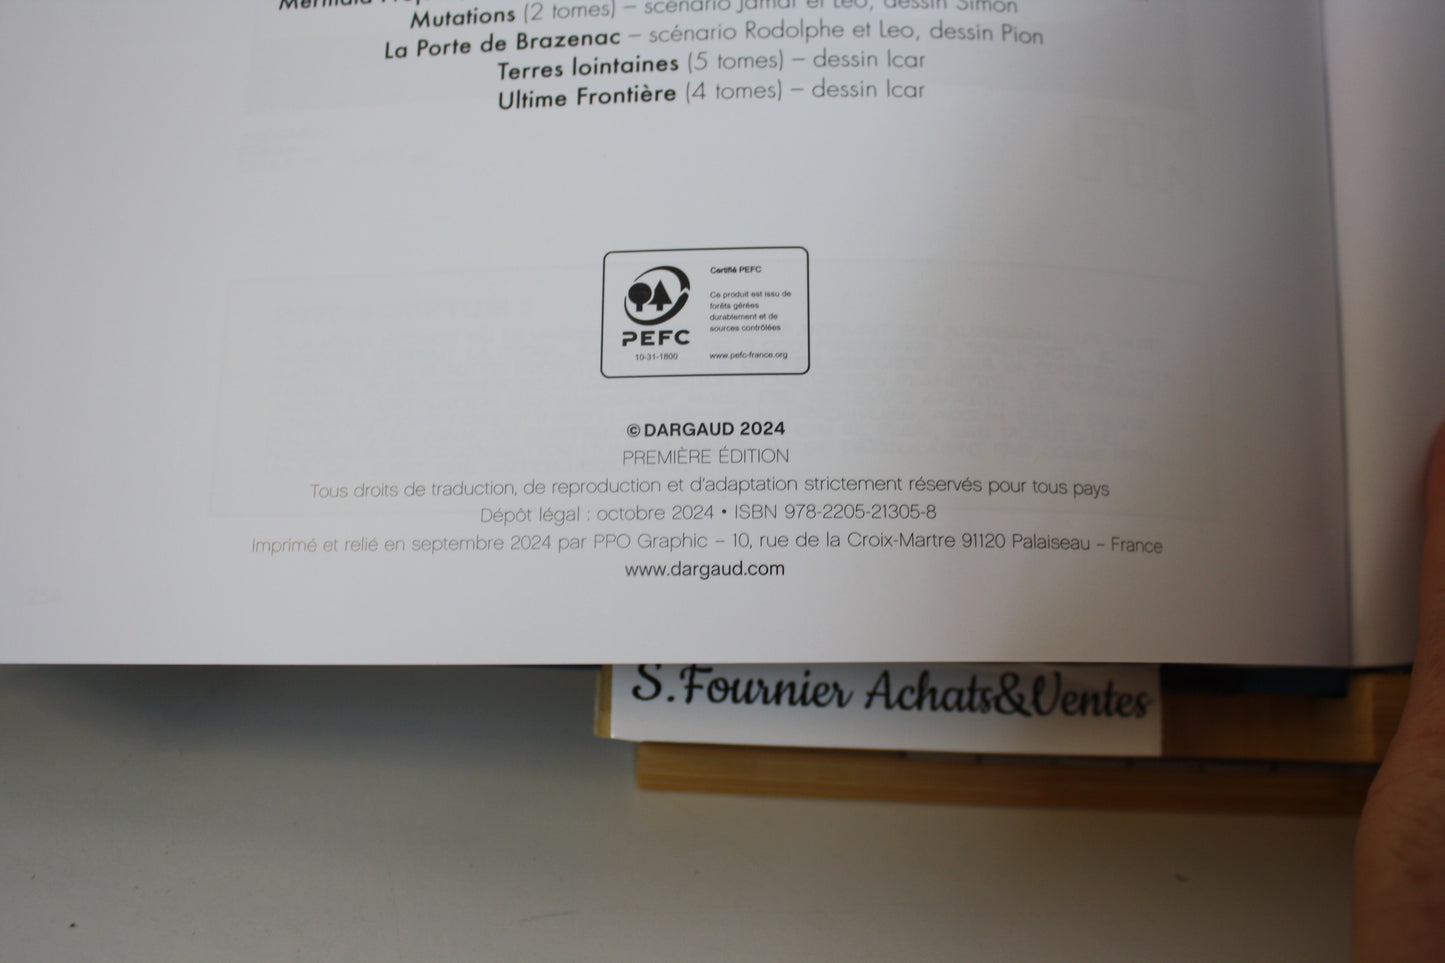 Mutations (2 tomes) – scénario Jamar et Leo, dessin Simon
La Porte de Brazenac – scénario Rodolphe et Leo, dessin Pion
Terres lointaines (5 tomes) – dessin Icar
Ultime Frontière (4 tomes) – dessin Icar
PEFC
10-31-1800
Certifié PEFC
Ce produit est issu de
forêts gérées
durablement et de
sources contrôlées
www.pefc-france.org
© DARGAUD 2024
PREMIÈRE ÉDITION
Tous droits de traduction, de reproduction et d'adaptation strictement réservés pour tous pays
Dépôt légal : octobre 2024 • ISBN 978-2205-21305-8
Imprimé et relié en septembre 2024 par PPO Graphic – 10, rue de la Croix-Martre 91120 Palaiseau – France
www.dargaud.com
S.Fournier Achats&Ventes